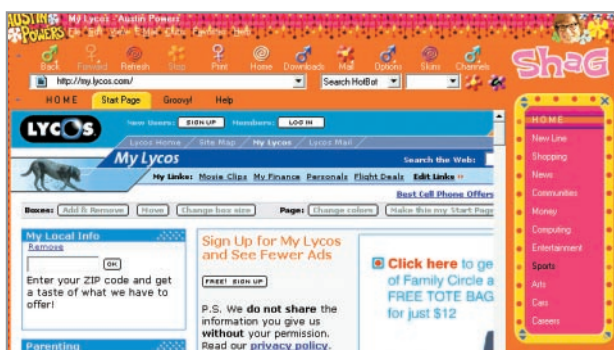 AUSTIN POWERS My Lycos - Austin Powers
File Edit View E-Mail Chat Favorites Help
Back Forward Refresh Stop Print Home Downloads Mail Options Skins Channels
ShaG
http://my.lycos.com/ Search HotBot
HOME Start Page Groovy! Help
LYCOS New Users: SIGN UP Members: LOG IN
Lycos Home / Site Map / My Lycos / Lycos Mail
My Lycos Search the Web:
My Links: Movie Clips My Finance Personals Flight Deals Edit Links »
Best Cell Phone Offers
Boxes: Add & Remove Move Change box size Page: Change colors Make this my Start Page
My Local Info
Remove
OK
Enter your ZIP code and get
a taste of what we have to
offer!
Parenting
Sign Up for My Lycos
and See Fewer Ads
FREE! SIGN UP
P.S. We do not share the
information you give us
without your permission.
Read our privacy policy.
Click here to ge
of Family Circle a
FREE TOTE BAG
for just $12
HOME
New Line
Shopping
News
Communities
Money
Computing
Entertainment
Sports
Arts
Cars
Careers